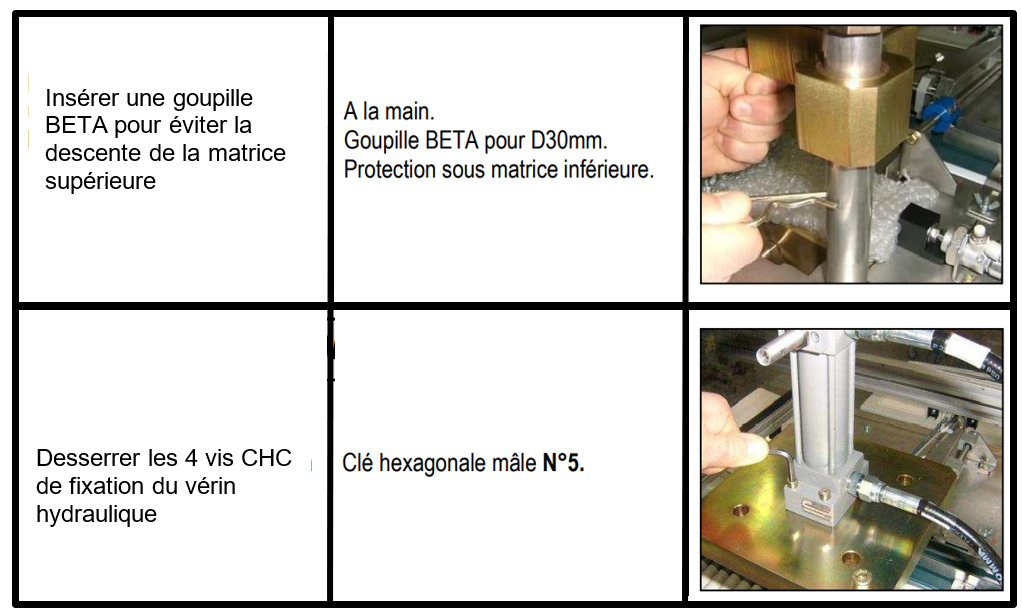 Insérer une goupille
BETA pour éviter la
descente de la matrice
supérieure
A la main.
Goupille BETA pour D30mm.
Protection sous matrice inférieure.
Desserrer les 4 vis CHC
de fixation du vérin
hydraulique
Clé hexagonale mâle N°5.